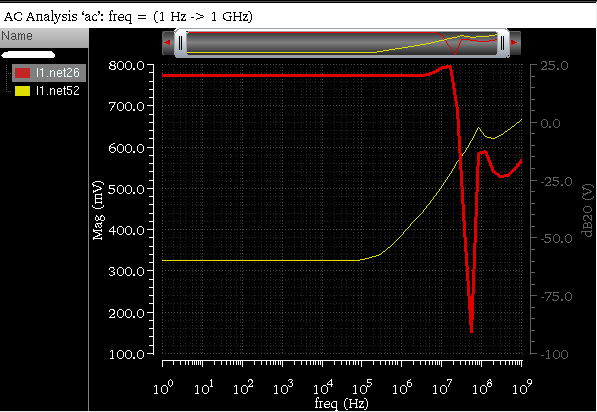 AC Analysis ‘ac’: freq = (1 Hz -> 1 GHz)
Name
I1.net26
I1.net52
800.0
700.0
600.0
500.0
400.0
300.0
200.0
100.0
Mag (mV)
25.0
0.0
-25.0
-50.0
-75.0
-100
dB20 (V)
10⁰ 10¹ 10² 10³ 10⁴ 10⁵ 10⁶ 10⁷ 10⁸ 10⁹
freq (Hz)